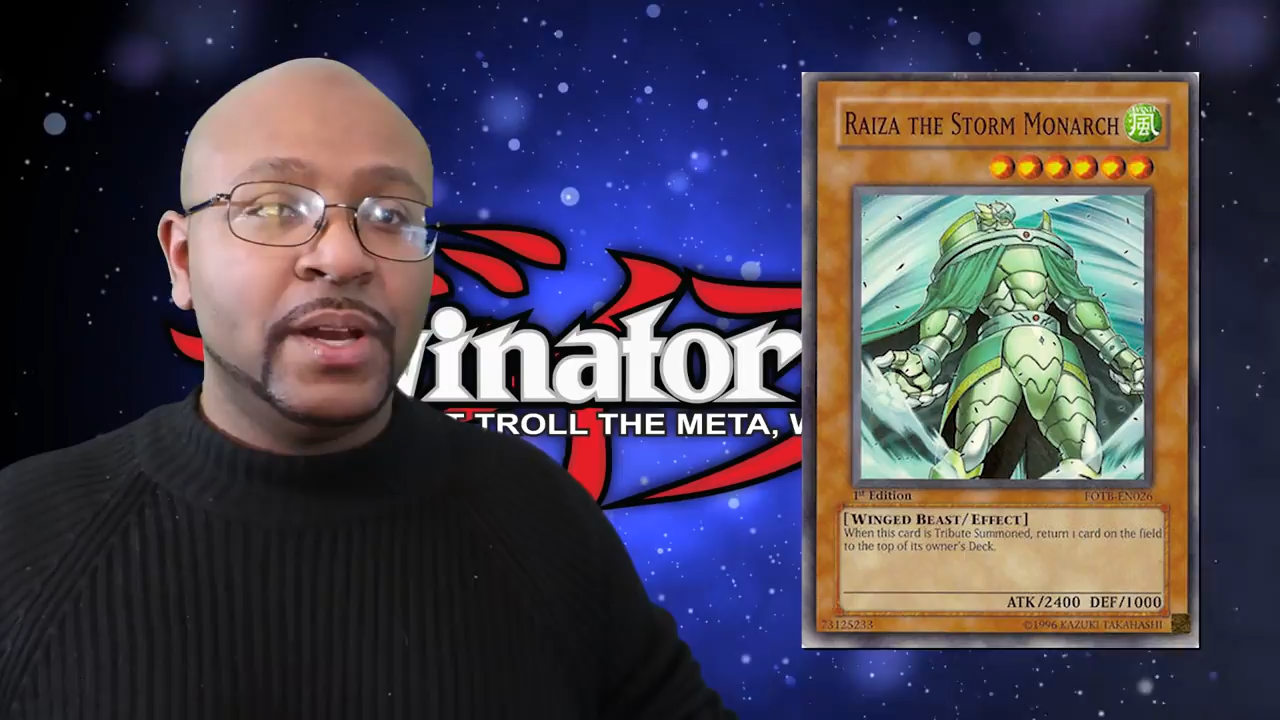 vinator
T TROLL THE META, W
RAIZA THE STORM MONARCH
WIND
風
1st Edition
FOTB-EN026
[WINGED BEAST/EFFECT]
When this card is Tribute Summoned, return 1 card on the field
to the top of its owner's Deck.
ATK/2400 DEF/1000
73125233
©1996 KAZUKI TAKAHASHI